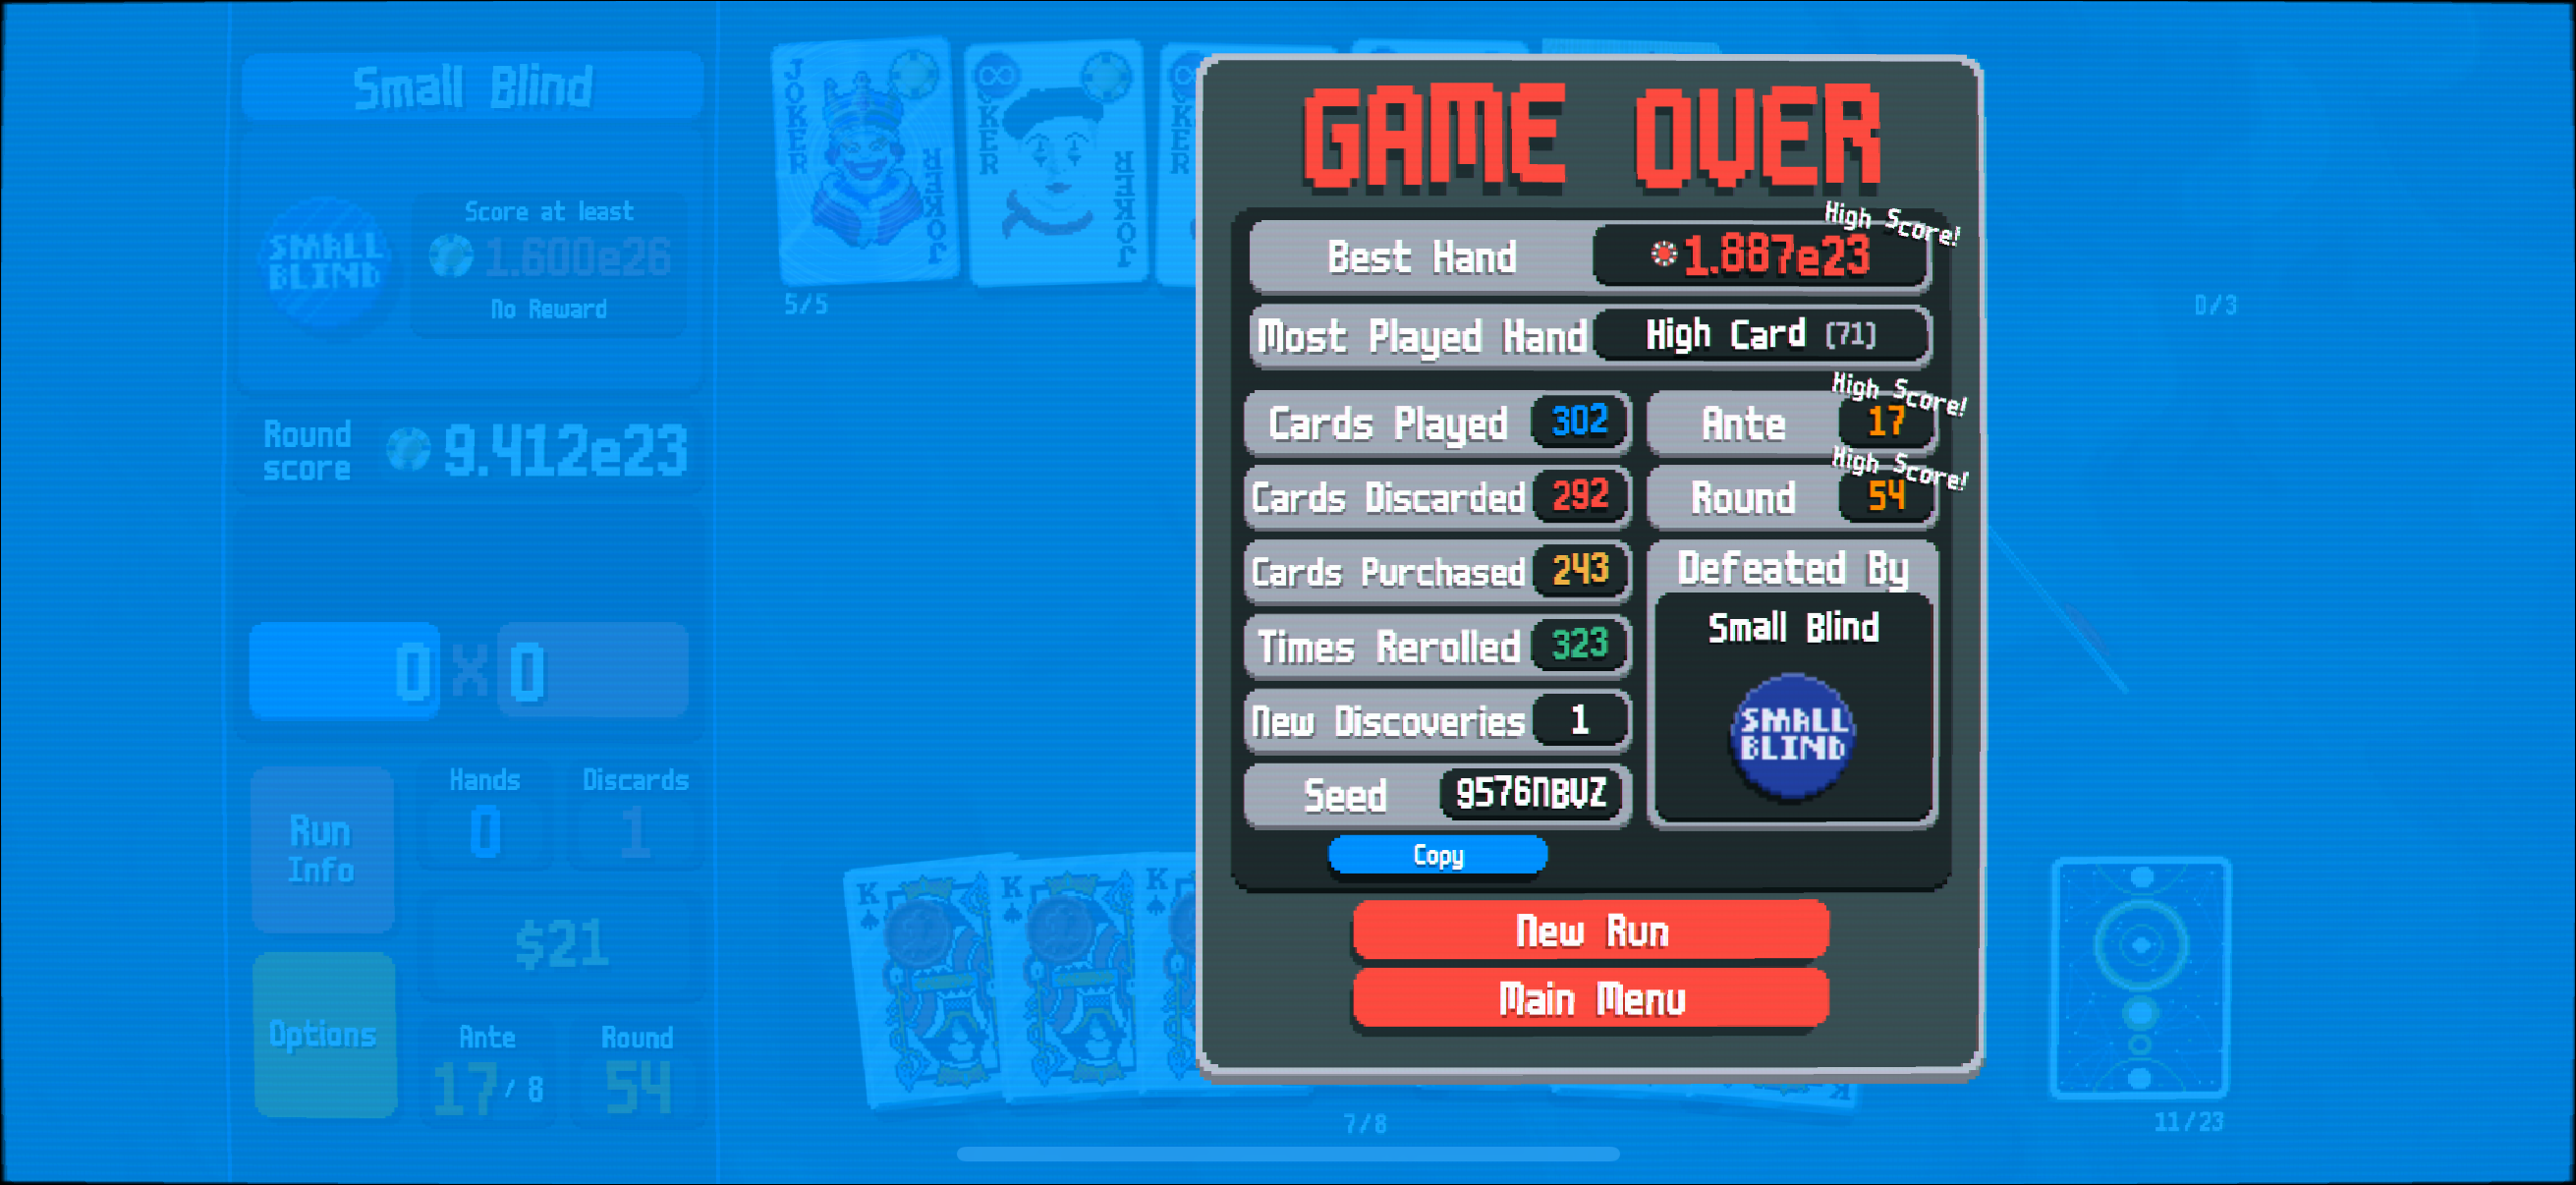 Small Blind
SMALL
BLIND
Score at least
1.600e26
No Reward
Round
score
9.412e23
0 X 0
Run
Info
Hands
0
Discards
1
$21
Options
Ante
17 / 8
Round
54
JOKER
JOKER
KER
JOKER
KER
5/5
0/3
K
K
K
K
7/8
11/23
GAME OVER
Best Hand
1.887e23
High Score!
Most Played Hand
High Card (71)
Cards Played 302
Ante 17
High Score!
Cards Discarded 292
Round 54
High Score!
Cards Purchased 243
Times Rerolled 323
New Discoveries 1
Seed 9576NBVZ
Copy
Defeated By
Small Blind
SMALL
BLIND
New Run
Main Menu